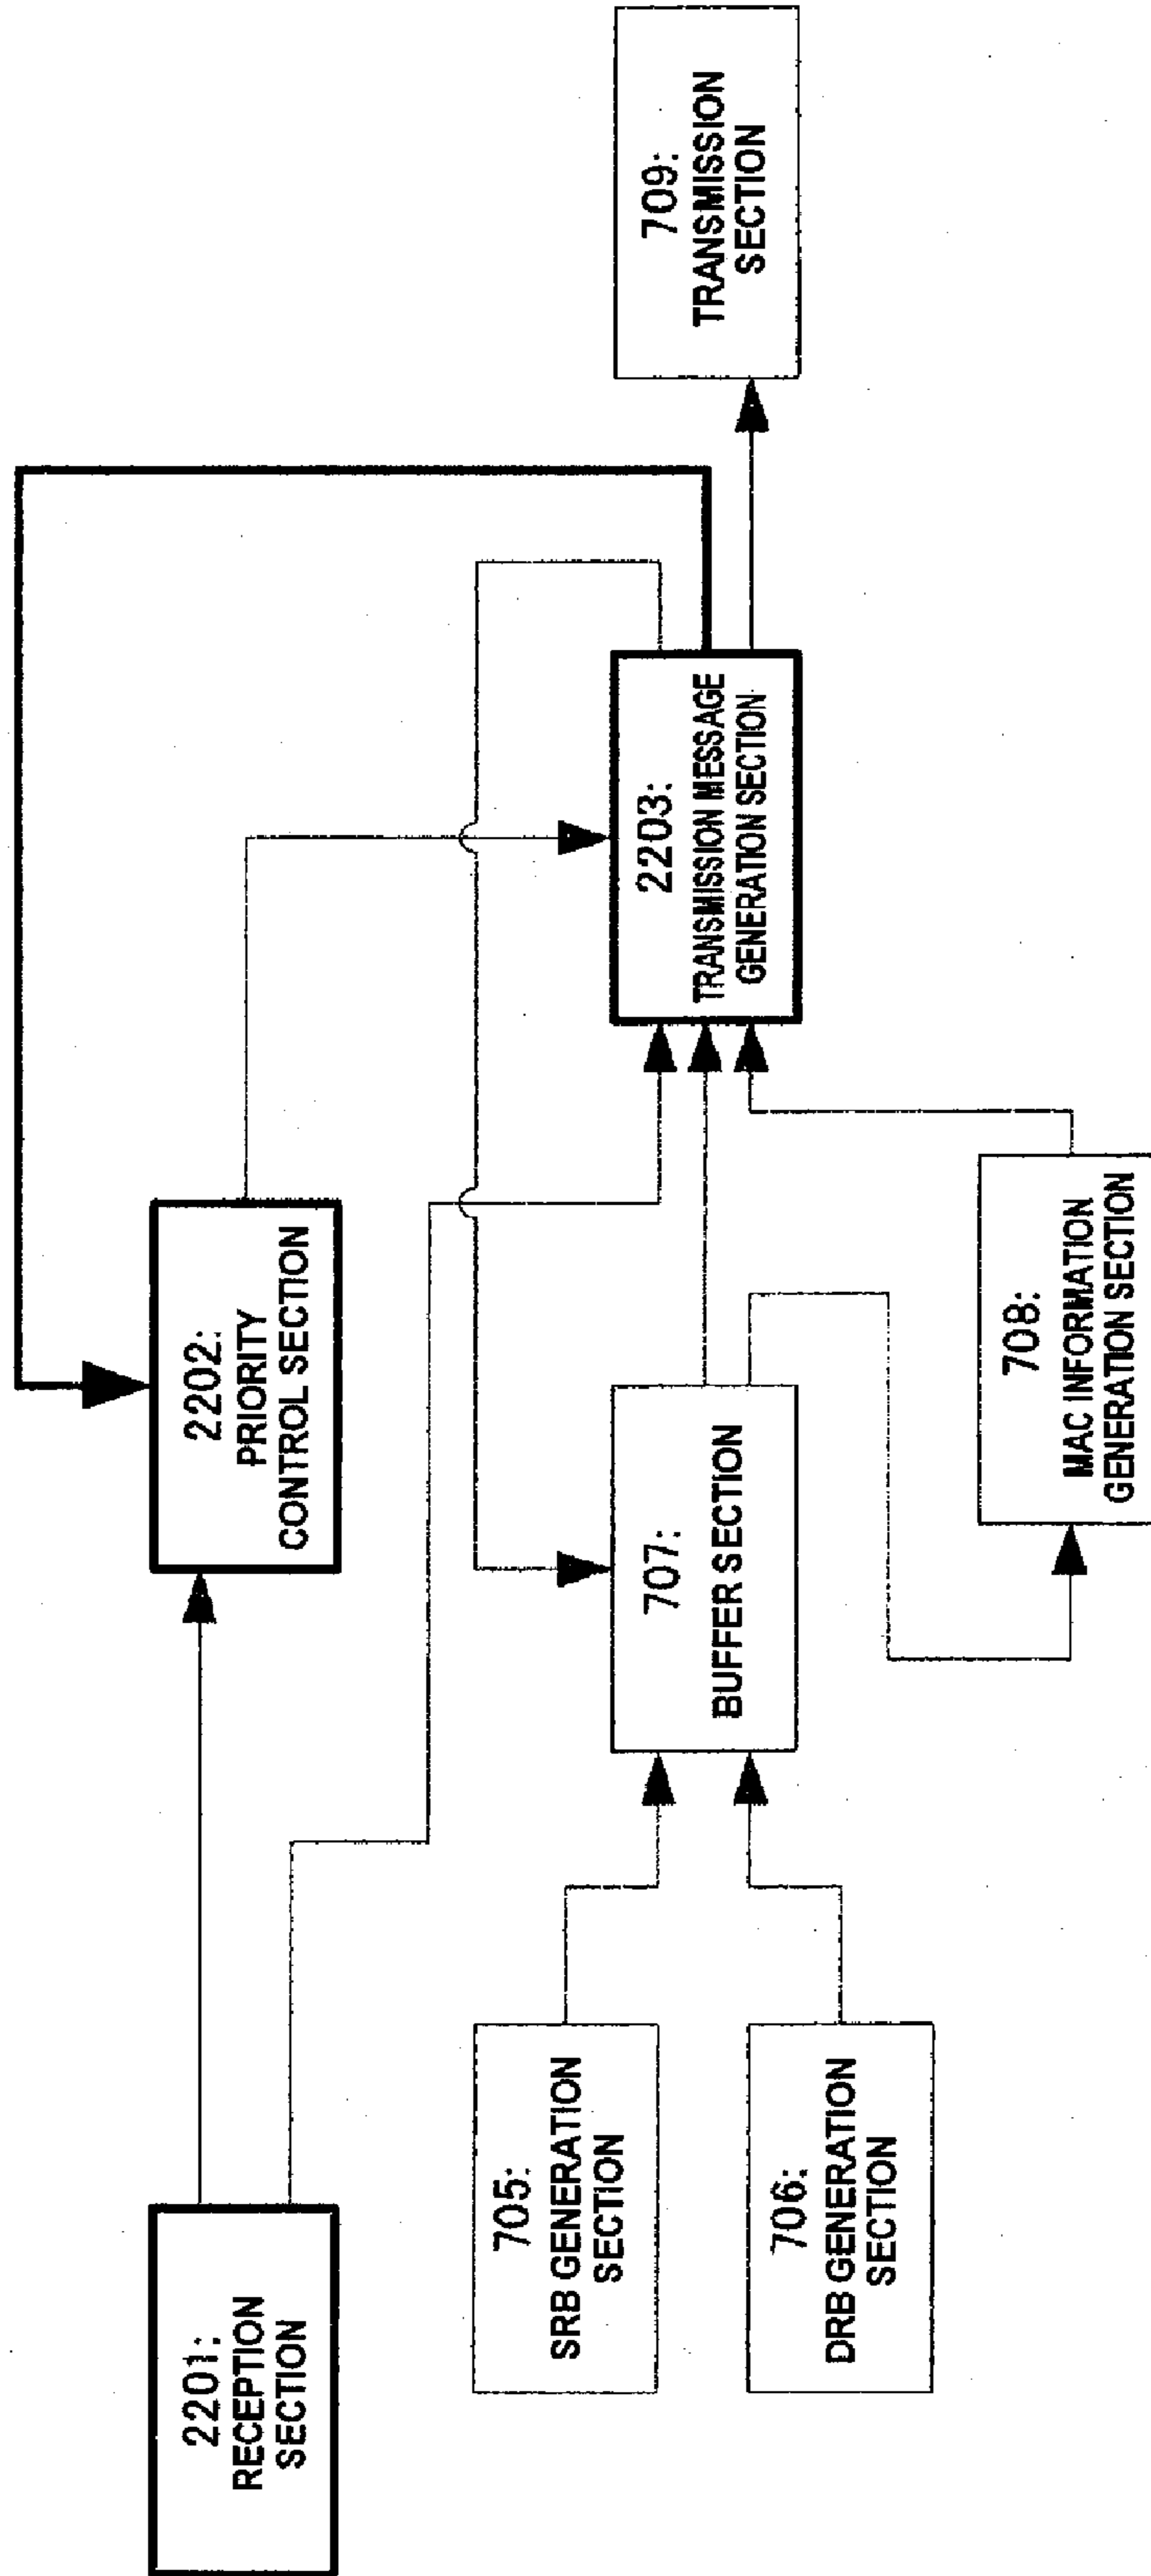 2201:
RECEPTION
SECTION
2202:
PRIORITY
CONTROL SECTION
705:
SRB GENERATION
SECTION
706:
DRB GENERATION
SECTION
707:
BUFFER SECTION
2203:
TRANSMISSION MESSAGE
GENERATION SECTION
709:
TRANSMISSION
SECTION
708:
MAC INFORMATION
GENERATION SECTION